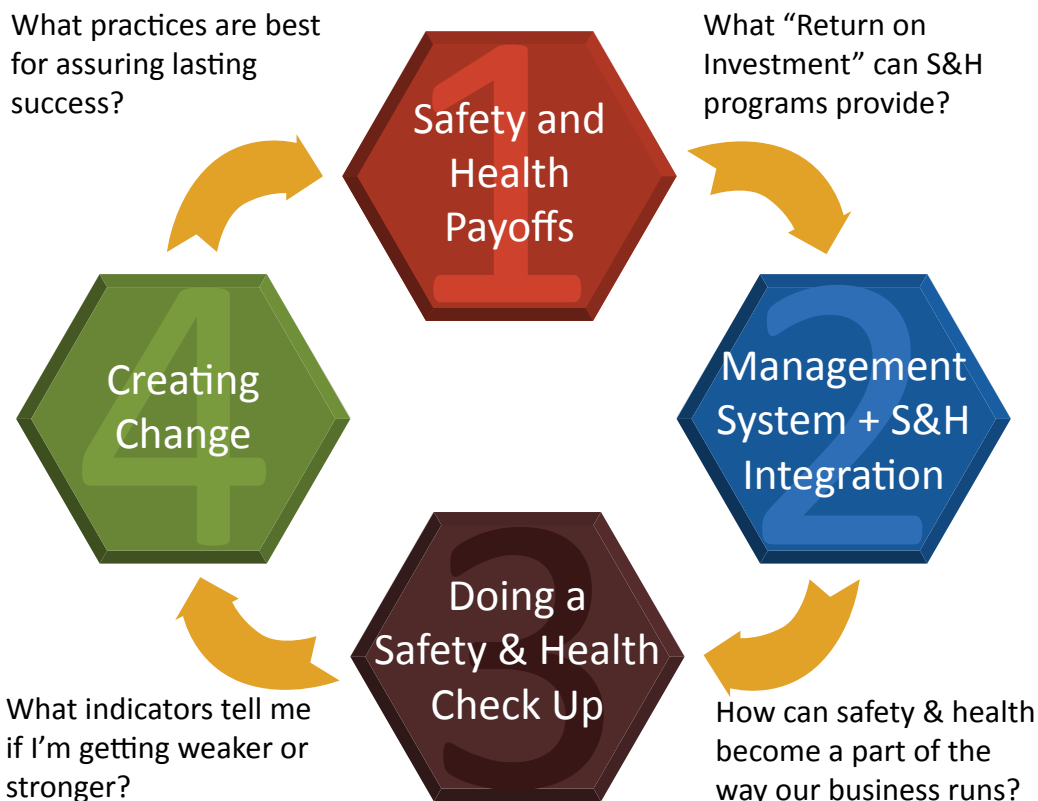 What practices are best
for assuring lasting
success?
What “Return on
Investment” can S&H
programs provide?
1
Safety and
Health
Payoffs
2
Management
System + S&H
Integration
How can safety & health
become a part of the
way our business runs?
3
Doing a
Safety & Health
Check Up
What indicators tell me
if I’m getting weaker or
stronger?
4
Creating
Change